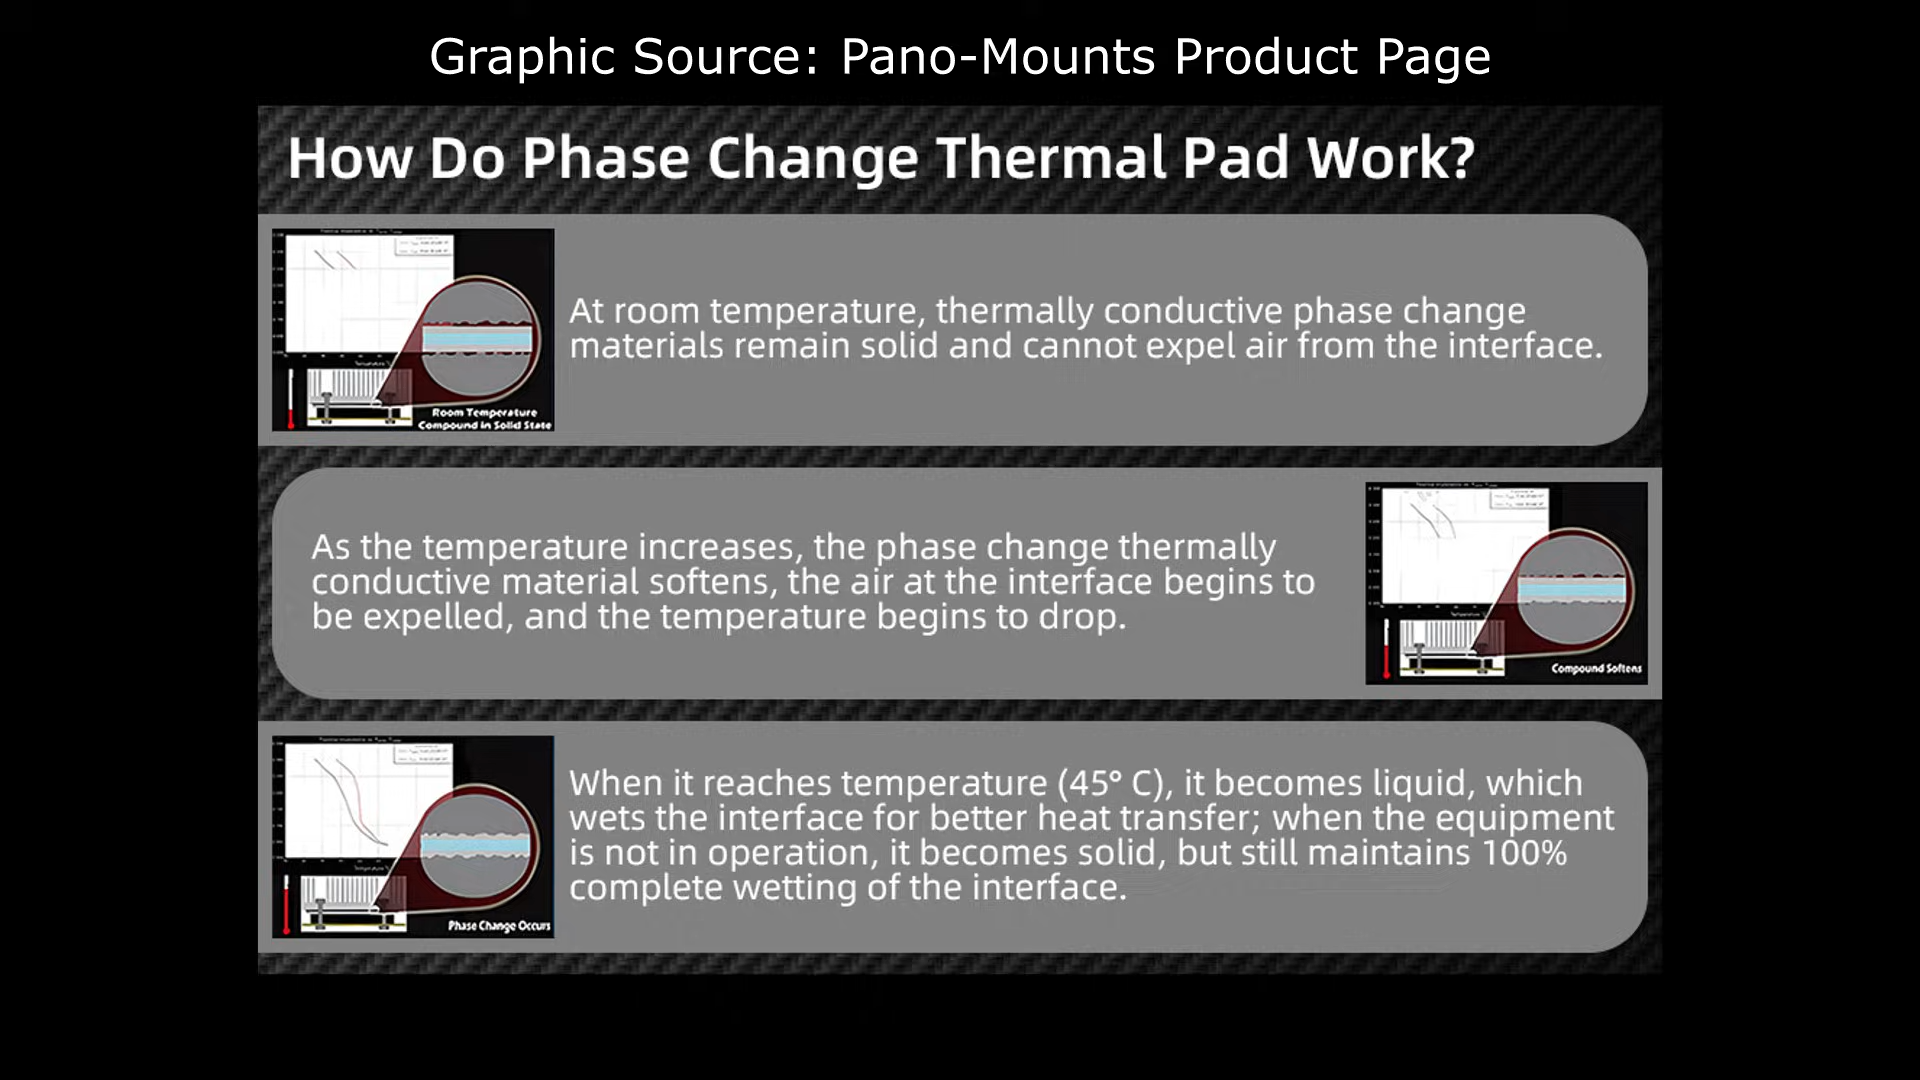 Graphic Source: Pano-Mounts Product Page
How Do Phase Change Thermal Pad Work?
At room temperature, thermally conductive phase change
materials remain solid and cannot expel air from the interface.
Room Temperature
Compound in Solid State
As the temperature increases, the phase change thermally
conductive material softens, the air at the interface begins to
be expelled, and the temperature begins to drop.
Compound Softens
When it reaches temperature (45° C), it becomes liquid, which
wets the interface for better heat transfer; when the equipment
is not in operation, it becomes solid, but still maintains 100%
complete wetting of the interface.
Phase Change Occurs